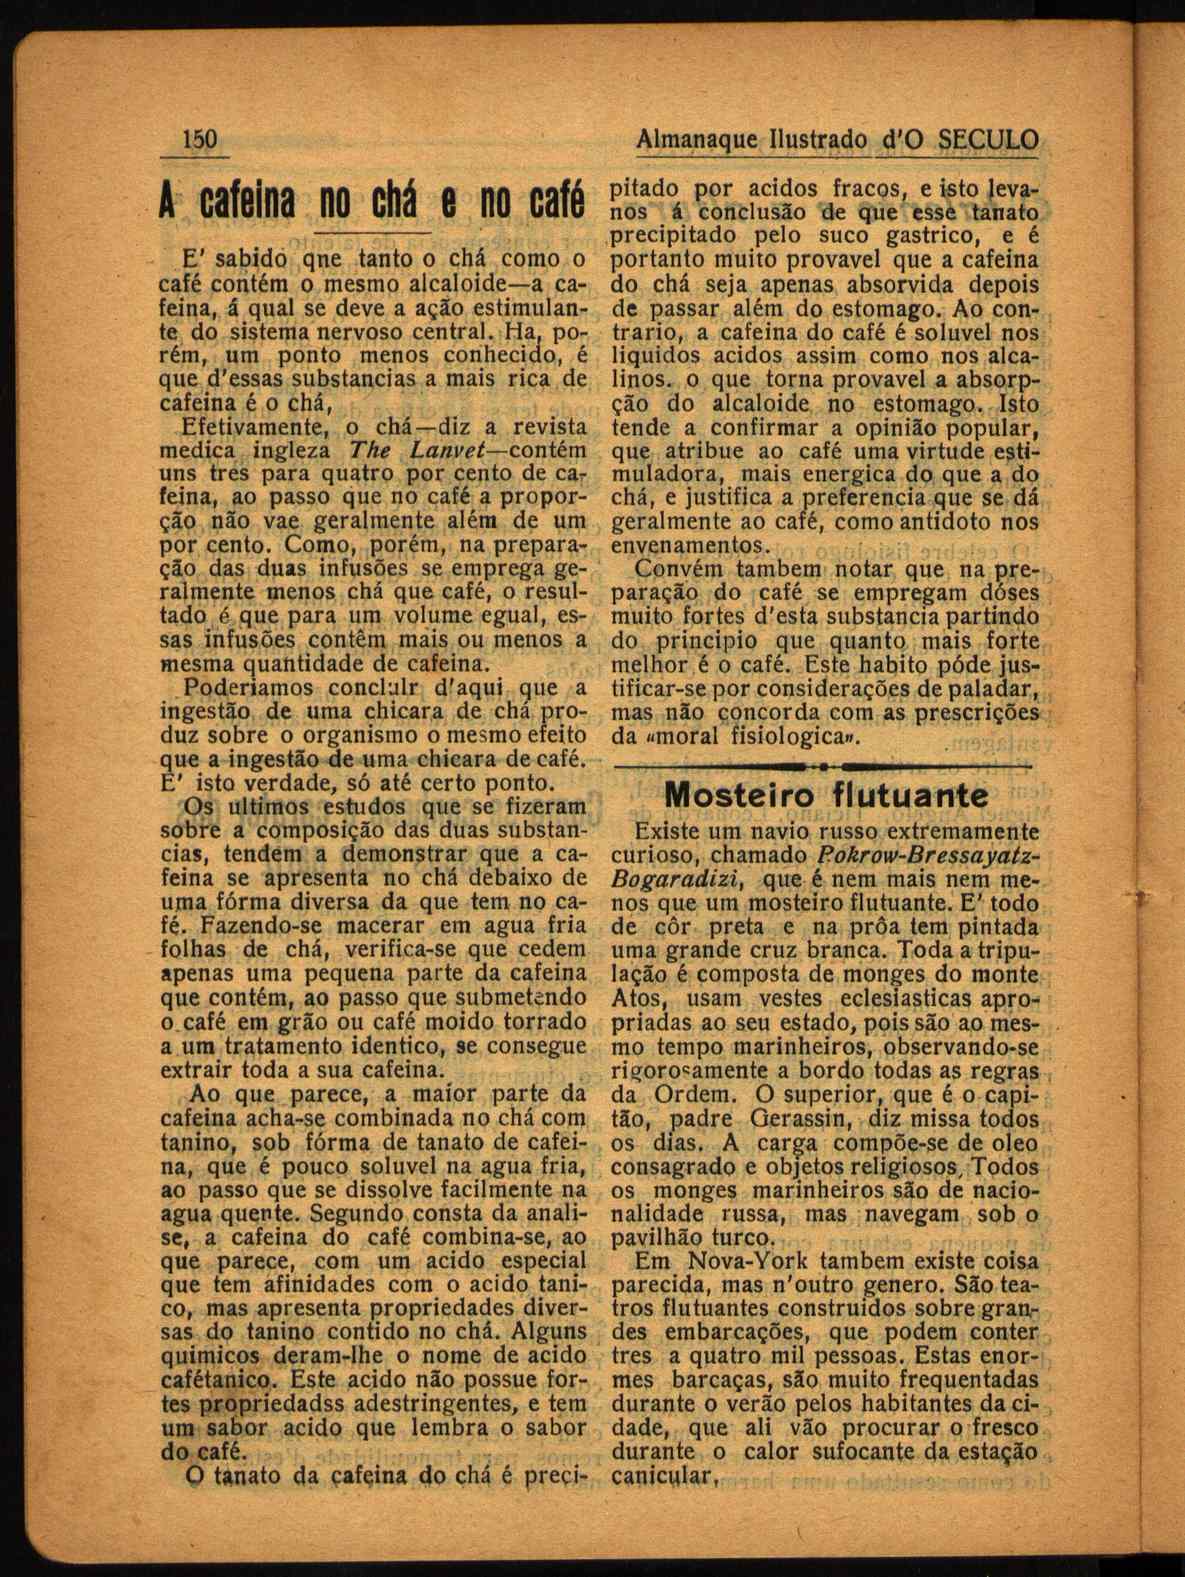 150
Almanaque Ilustrado d'O SECULO
A cafeina no chá e no café
E' sabido qne tanto o chá como o
café contém o mesmo alcaloide—a ca-
feina, á qual se deve a ação estimulan-
te do sistema nervoso central. Ha, po-
rém, um ponto menos conhecido, é
que d'essas substancias a mais rica de
cafeina é o chá,
Efetivamente, o chá—diz a revista
medica ingleza The Lanvet—contém
uns tres para quatro por cento de ca-
feina, ao passo que no café a propor-
ção não vae geralmente além de um
por cento. Como, porém, na prepara-
ção das duas infusões se emprega ge-
ralmente menos chá que café, o resul-
tado é que para um volume egual, es-
sas infusões contêm mais ou menos a
mesma quantidade de cafeina.
Poderiamos conclulr d'aqui que a
ingestão de uma chicara de chá pro-
duz sobre o organismo o mesmo efeito
que a ingestão de uma chicara de café.
E' isto verdade, só até certo ponto.
Os ultimos estudos que se fizeram
sobre a composição das duas substan-
cias, tendem a demonstrar que a ca-
feina se apresenta no chá debaixo de
uma fórma diversa da que tem no ca-
fé. Fazendo-se macerar em agua fria
folhas de chá, verifica-se que cedem
apenas uma pequena parte da cafeina
que contém, ao passo que submetendo
o café em grão ou café moido torrado
a um tratamento identico, se consegue
extrair toda a sua cafeina.
Ao que parece, a maior parte da
cafeina acha-se combinada no chá com
tanino, sob fórma de tanato de cafei-
na, que é pouco soluvel na agua fria,
ao passo que se dissolve facilmente na
agua quente. Segundo consta da anali-
se, a cafeina do café combina-se, ao
que parece, com um acido especial
que tem afinidades com o acido tani-
co, mas apresenta propriedades diver-
sas do tanino contido no chá. Alguns
quimicos deram-lhe o nome de acido
cafétanico. Este acido não possue for-
tes propriedadss adestringentes, e tem
um sabor acido que lembra o sabor
do café.
O tanato da cafeina do chá é preci-
pitado por acidos fracos, e isto leva-
nos á conclusão de que esse tanato
precipitado pelo suco gastrico, e é
portanto muito provavel que a cafeina
do chá seja apenas absorvida depois
de passar além do estomago. Ao con-
trario, a cafeina do café é soluvel nos
liquidos acidos assim como nos alca-
linos. o que torna provavel a absorp-
ção do alcaloide no estomago. Isto
tende a confirmar a opinião popular,
que atribue ao café uma virtude esti-
muladora, mais energica do que a do
chá, e justifica a preferencia que se dá
geralmente ao café, como antidoto nos
envenamentos.
Convém tambem notar que na pre-
paração do café se empregam dóses
muito fortes d'esta substancia partindo
do principio que quanto mais forte
melhor é o café. Este habito póde jus-
tificar-se por considerações de paladar,
mas não concorda com as prescrições
da «moral fisiologica».
Mosteiro flutuante
Existe um navio russo extremamente
curioso, chamado Pokrow-Bressayatz-
Bogaradizi, que é nem mais nem me-
nos que um mosteiro flutuante. E' todo
de côr preta e na prôa tem pintada
uma grande cruz branca. Toda a tripu-
lação é composta de monges do monte
Atos, usam vestes eclesiasticas apro-
priadas ao seu estado, pois são ao mes-
mo tempo marinheiros, observando-se
rigorosamente a bordo todas as regras
da Ordem. O superior, que é o capi-
tão, padre Gerassin, diz missa todos
os dias. A carga compõe-se de oleo
consagrado e objetos religiosos, Todos
os monges marinheiros são de nacio-
nalidade russa, mas navegam sob o
pavilhão turco.
Em Nova-York tambem existe coisa
parecida, mas n'outro genero. São tea-
tros flutuantes construidos sobre gran-
des embarcações, que podem conter
tres a quatro mil pessoas. Estas enor-
mes barcaças, são muito frequentadas
durante o verão pelos habitantes da ci-
dade, que ali vão procurar o fresco
durante o calor sufocante da estação
canicular,